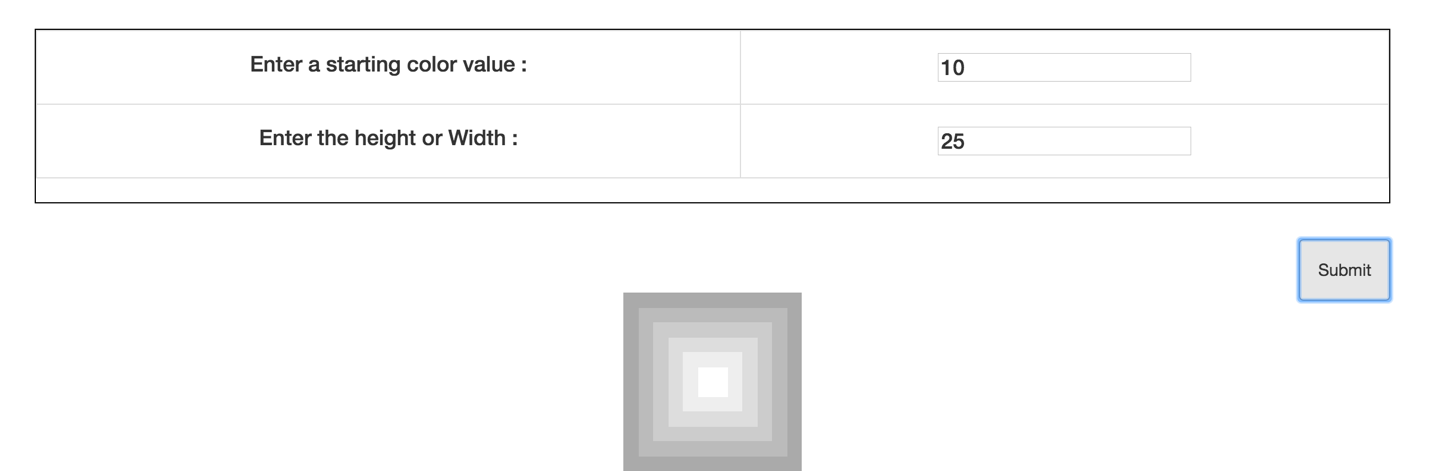 Enter a starting color value :
10
Enter the height or Width :
25
Submit